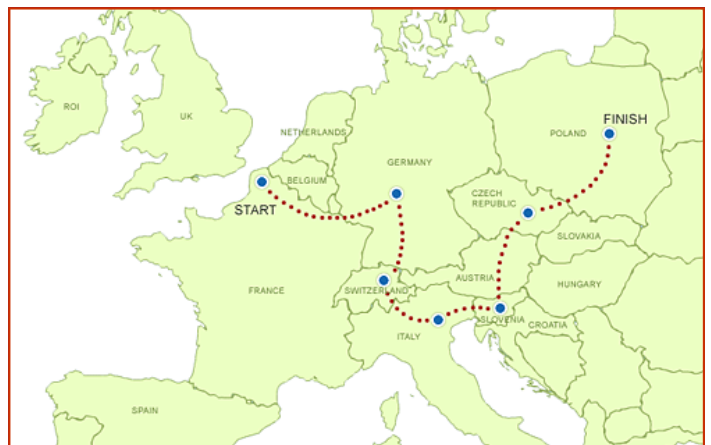 ROI
UK
NETHERLANDS
BELGIUM
GERMANY
POLAND
FINISH
START
CZECH
REPUBLIC
SLOVAKIA
FRANCE
SWITZERLAND
AUSTRIA
HUNGARY
SLOVENIA
CROATIA
ITALY
SPAIN